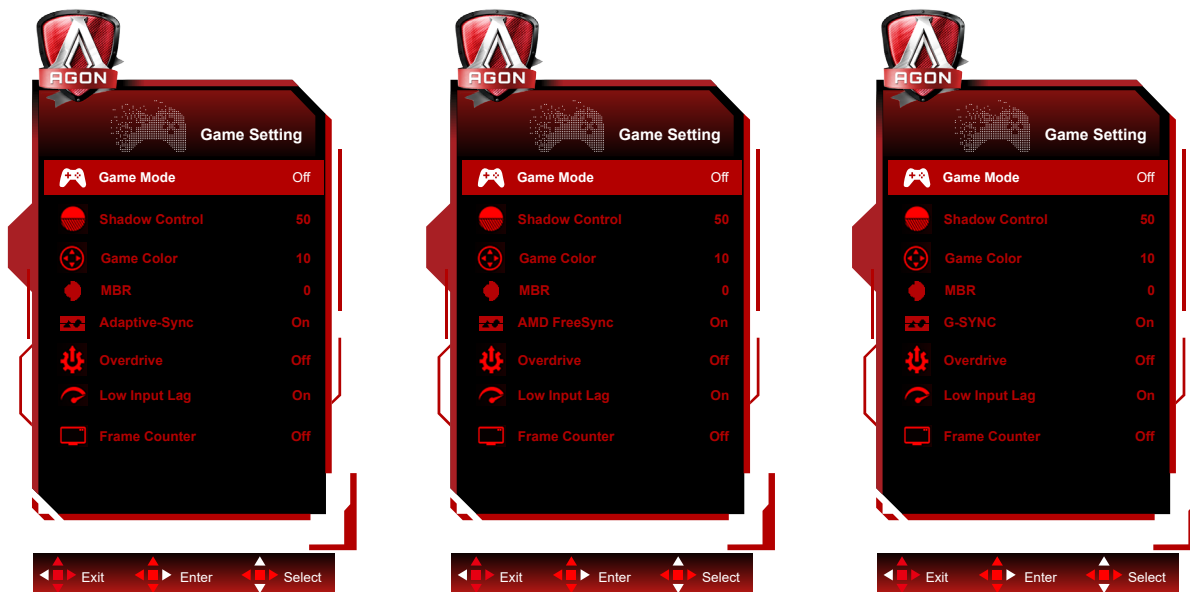 AGON
Game Setting
Game Mode Off
Shadow Control 50
Game Color 10
MBR 0
Adaptive-Sync On
Overdrive Off
Low Input Lag On
Frame Counter Off
Exit Enter Select
AGON
Game Setting
Game Mode Off
Shadow Control 50
Game Color 10
MBR 0
AMD FreeSync On
Overdrive Off
Low Input Lag On
Frame Counter Off
Exit Enter Select
AGON
Game Setting
Game Mode Off
Shadow Control 50
Game Color 10
MBR 0
G-SYNC On
Overdrive Off
Low Input Lag On
Frame Counter Off
Exit Enter Select